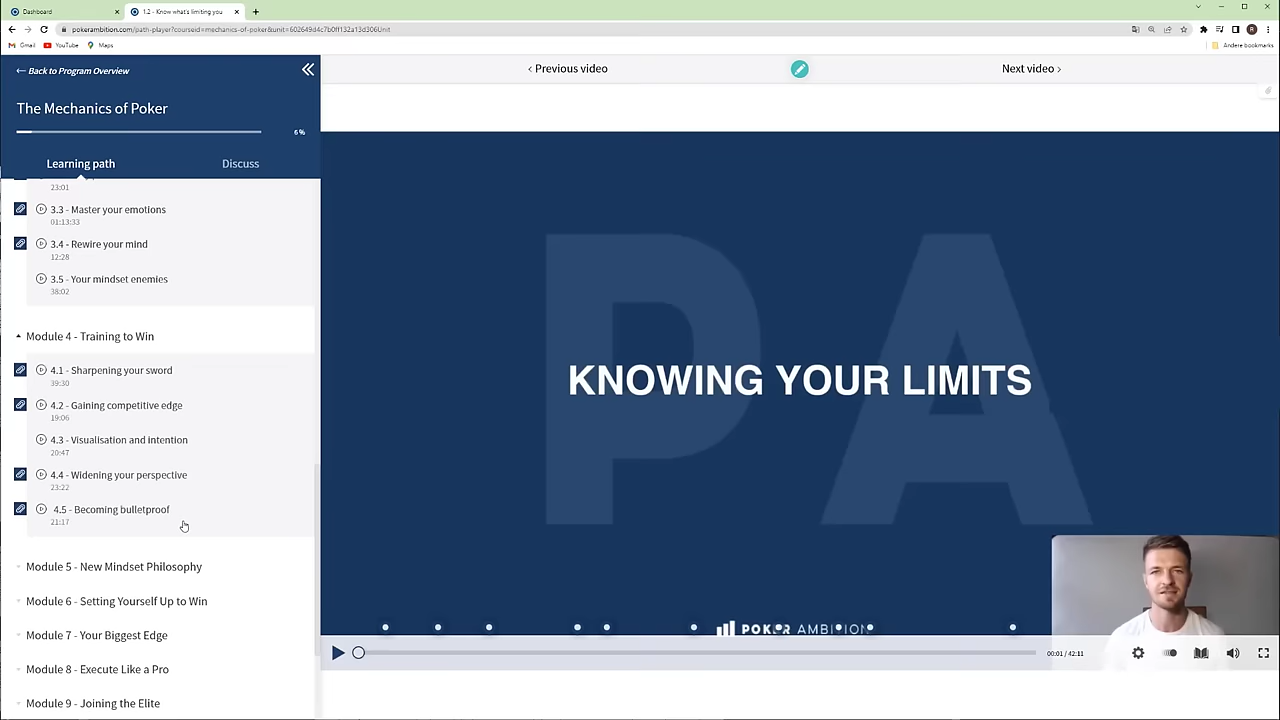 Dashboard
1.2 - Know what's limiting you
pokerambition.com/path-player?courseid=mechanics-of-poker&unit=602649d4c7b0ff132a13d306Unit
Gmail
YouTube
Maps
Andere bookmarks
R
← Back to Program Overview
The Mechanics of Poker
6%
Learning path
Discuss
23:01
3.3 - Master your emotions
01:13:33
3.4 - Rewire your mind
12:28
3.5 - Your mindset enemies
38:02
Module 4 - Training to Win
4.1 - Sharpening your sword
39:30
4.2 - Gaining competitive edge
19:06
4.3 - Visualisation and intention
20:47
4.4 - Widening your perspective
23:22
4.5 - Becoming bulletproof
21:17
Module 5 - New Mindset Philosophy
Module 6 - Setting Yourself Up to Win
Module 7 - Your Biggest Edge
Module 8 - Execute Like a Pro
Module 9 - Joining the Elite
‹ Previous video
Next video ›
PA
KNOWING YOUR LIMITS
POKER AMBITION
00:01 / 42:11